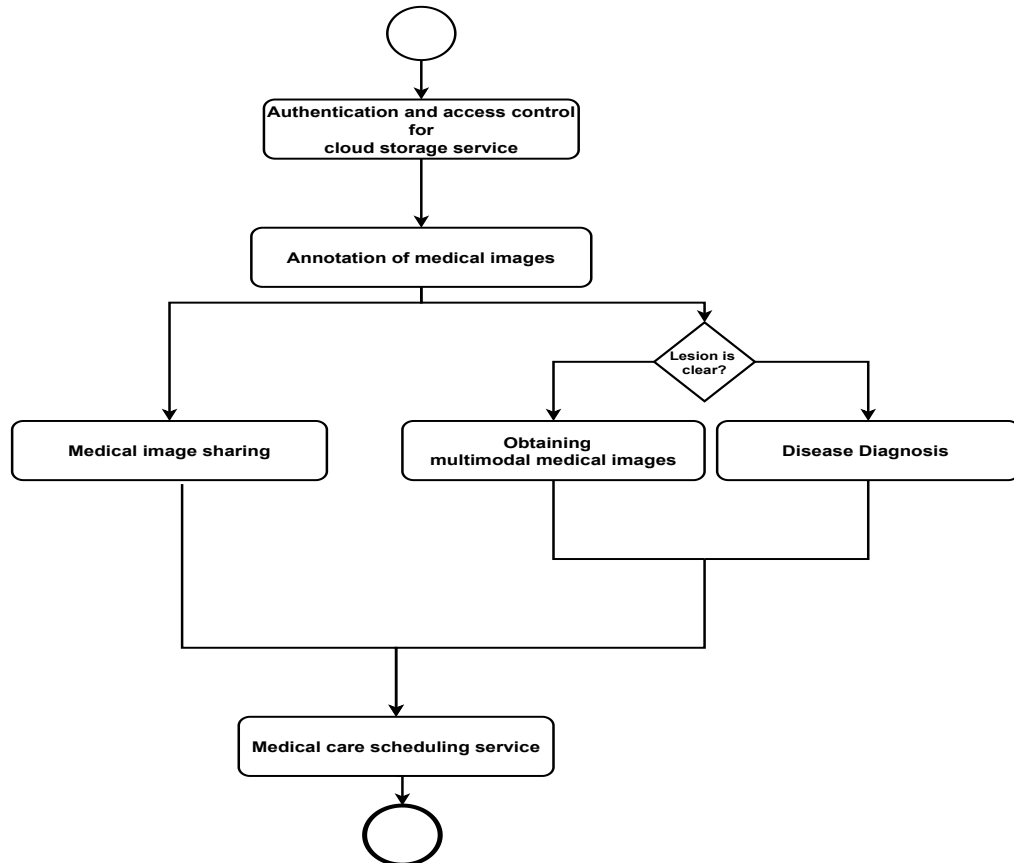 Authentication and access control
for
cloud storage service
Annotation of medical images
Lesion is
clear?
Medical image sharing
Obtaining
multimodal medical images
Disease Diagnosis
Medical care scheduling service